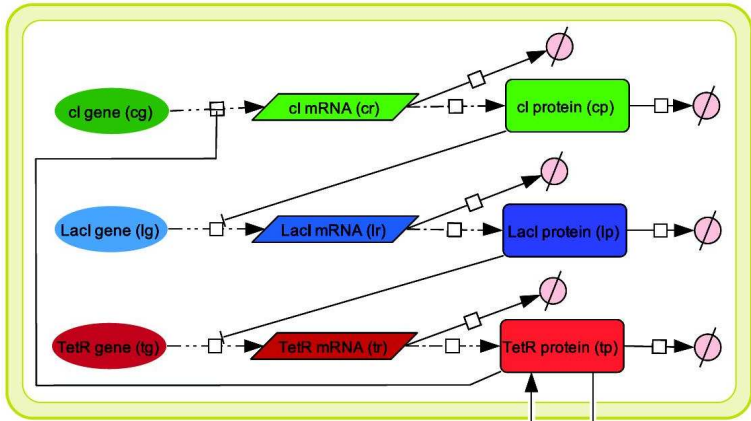 cI gene (cg)
cI mRNA (cr)
cI protein (cp)
LacI gene (lg)
LacI mRNA (lr)
LacI protein (lp)
TetR gene (tg)
TetR mRNA (tr)
TetR protein (tp)